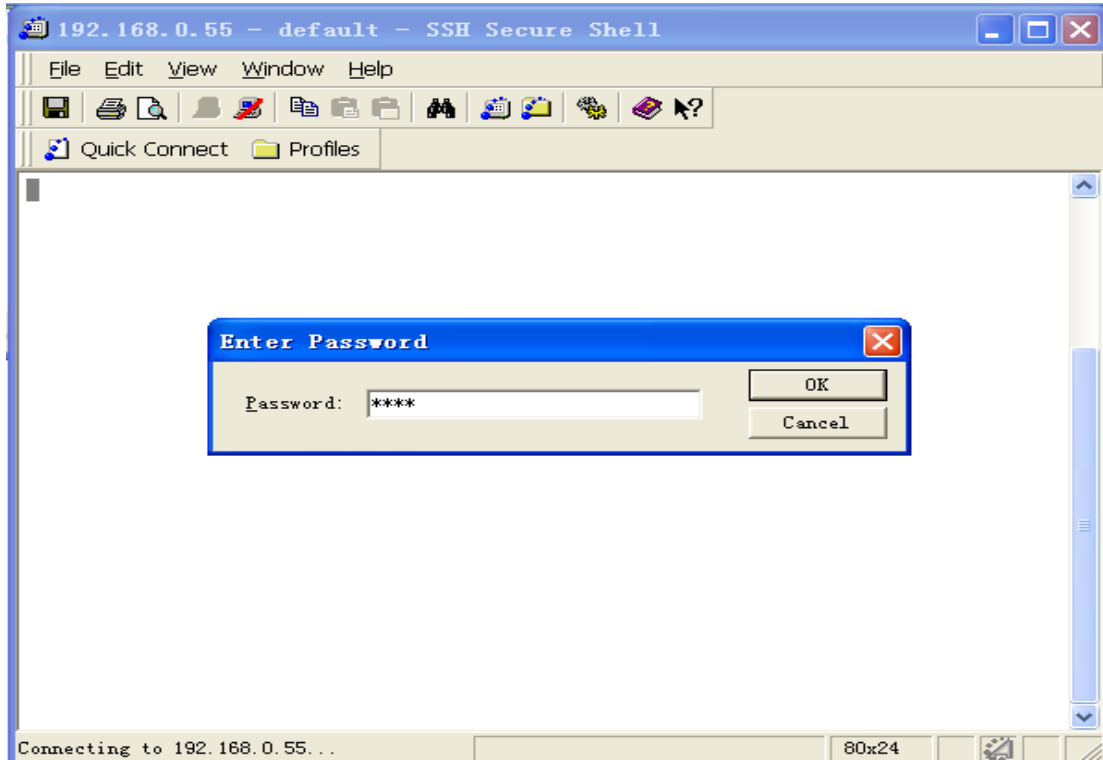 192.168.0.55 - default - SSH Secure Shell
File Edit View Window Help
Quick Connect Profiles
Enter Password
Password: ****
OK
Cancel
Connecting to 192.168.0.55...
80x24